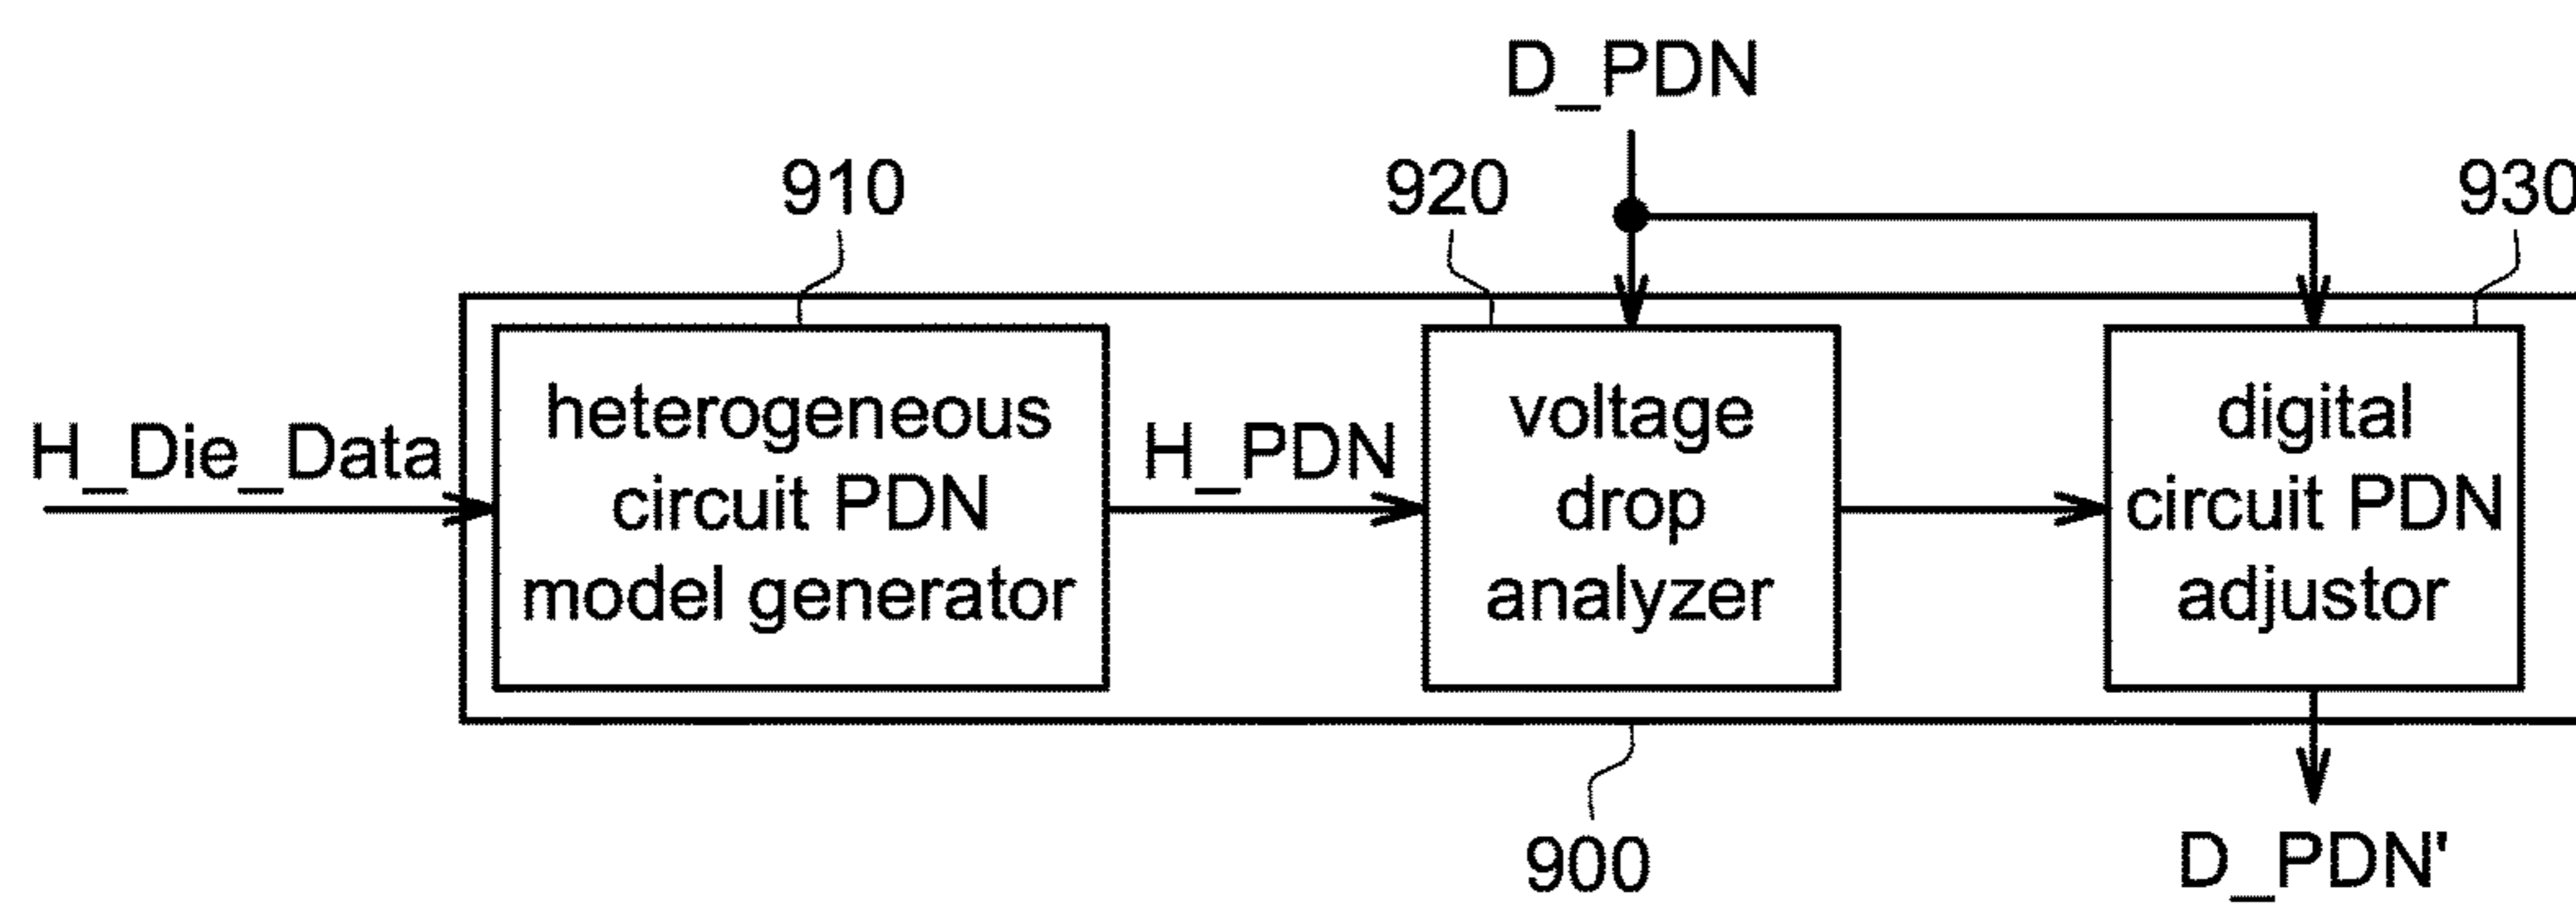 D_PDN
910
920
930
H_Die_Data
heterogeneous
circuit PDN
model generator
H_PDN
voltage
drop
analyzer
digital
circuit PDN
adjustor
900
D_PDN'